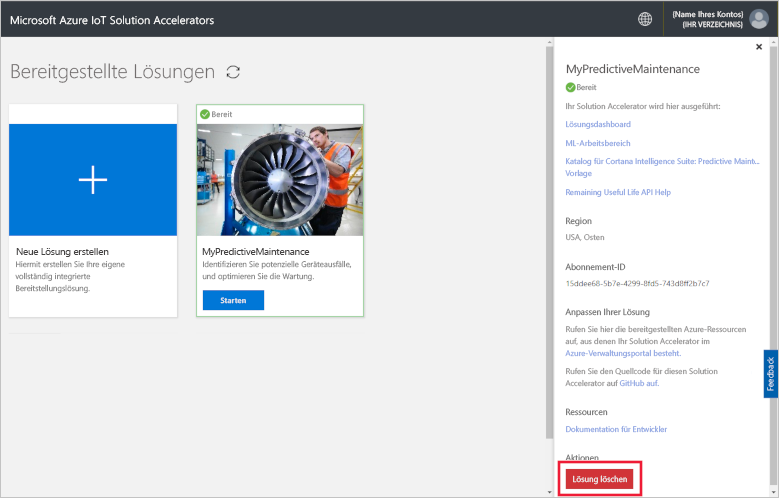 Microsoft Azure IoT Solution Accelerators
(Name Ihres Kontos)
(IHR VERZEICHNIS)
Bereitgestellte Lösungen
Neue Lösung erstellen
Hiermit erstellen Sie Ihre eigene
vollständig integrierte
Bereitstellungslösung.
Bereit
MyPredictiveMaintenance
Identifizieren Sie potenzielle Geräteausfälle,
und optimieren Sie die Wartung.
Starten
MyPredictiveMaintenance
Bereit
Ihr Solution Accelerator wird hier ausgeführt:
Lösungsdashboard
ML-Arbeitsbereich
Katalog für Cortana Intelligence Suite: Predictive Maint...
Vorlage
Remaining Useful Life API Help
Region
USA, Osten
Abonnement-ID
15ddee68-5b7e-4299-8fd5-743d8ff2b7c7
Anpassen Ihrer Lösung
Rufen Sie hier die bereitgestellten Azure-Ressourcen
auf, aus denen Ihr Solution Accelerator im
Azure-Verwaltungsportal besteht.
Rufen Sie den Quellcode für diesen Solution
Accelerator auf GitHub auf.
Ressourcen
Dokumentation für Entwickler
Aktionen
Lösung löschen
Feedback